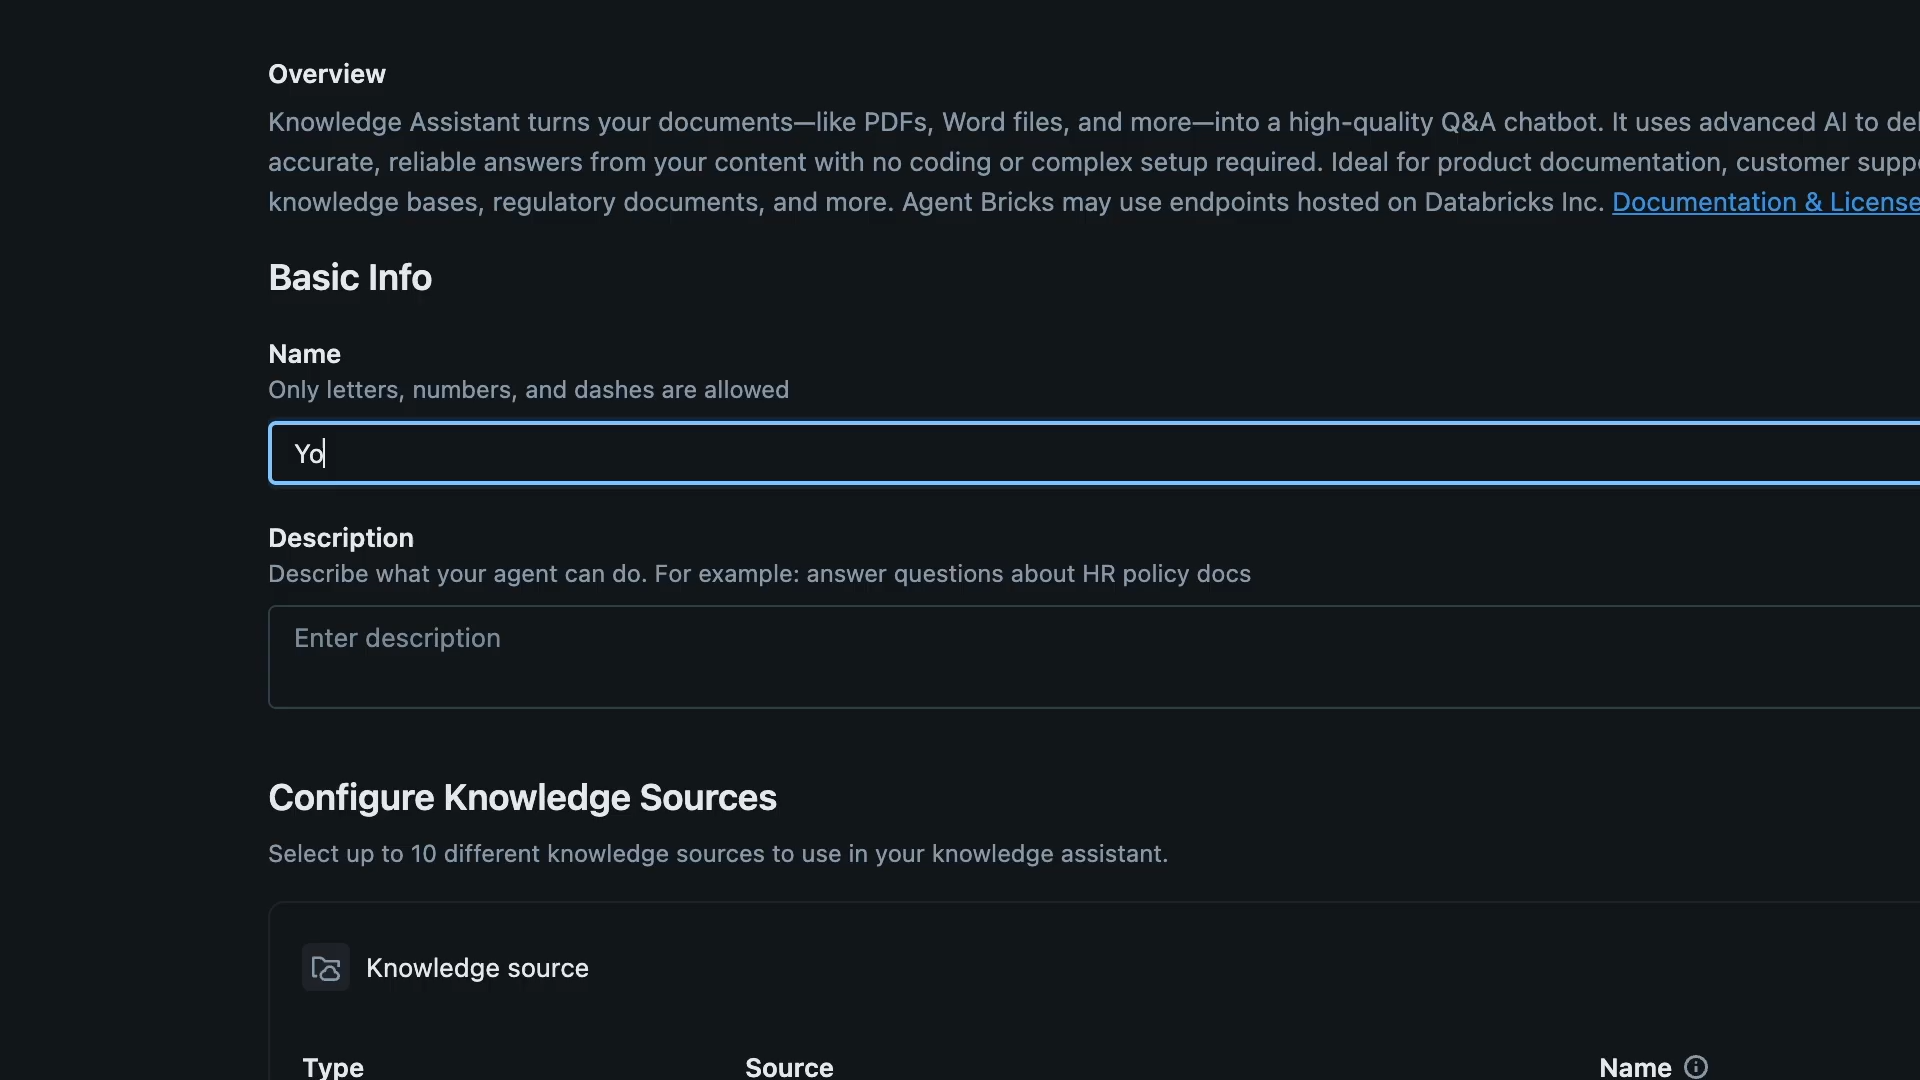 Overview
Knowledge Assistant turns your documents—like PDFs, Word files, and more—into a high-quality Q&A chatbot. It uses advanced AI to
accurate, reliable answers from your content with no coding or complex setup required. Ideal for product documentation, customer
knowledge bases, regulatory documents, and more. Agent Bricks may use endpoints hosted on Databricks Inc. Documentation & License
Basic Info
Name
Only letters, numbers, and dashes are allowed
Yo
Description
Describe what your agent can do. For example: answer questions about HR policy docs
Enter description
Configure Knowledge Sources
Select up to 10 different knowledge sources to use in your knowledge assistant.
Knowledge source
Type Source Name